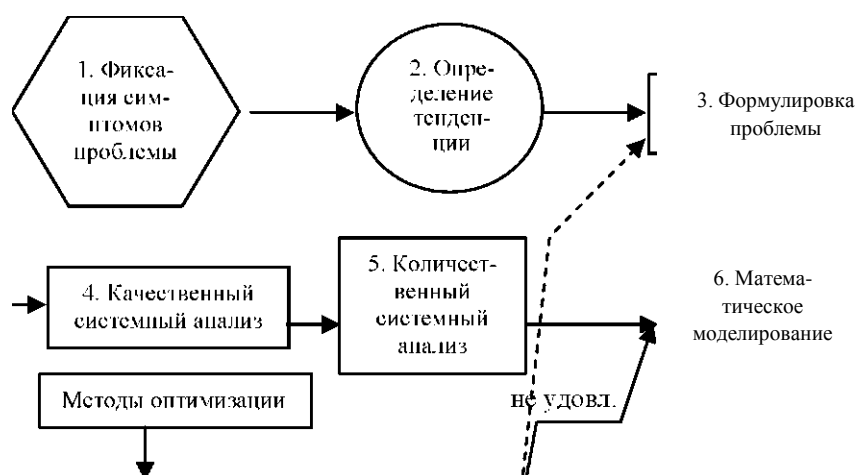 1. Фикса-
ция сим-
птомов
проблемы
2. Опре-
деление
тенден-
ции
3. Формулировка
проблемы
4. Качественный
системный анализ
5. Количест-
венный
системный
анализ
6. Матема-
тическое
моделирование
Методы оптимизации
не удовл.